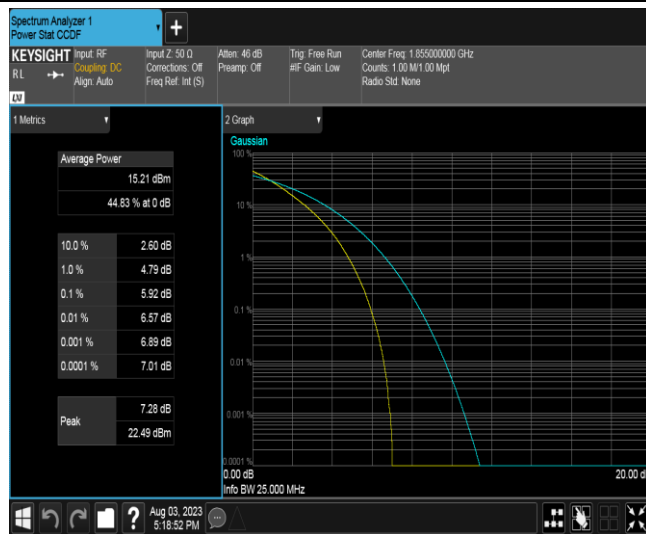 Spectrum Analyzer 1
Power Stat CCDF
+
KEYSIGHT
RL
Input: RF
Coupling: DC
Align: Auto
Input Z: 50 Ω
Corrections: Off
Freq Ref: Int (S)
Atten: 46 dB
Preamp: Off
Trig: Free Run
#IF Gain: Low
Center Freq: 1.855000000 GHz
Counts: 1.00 M/1.00 Mpt
Radio Std: None
1 Metrics
Average Power
15.21 dBm
44.83 % at 0 dB
10.0 % 2.60 dB
1.0 % 4.79 dB
0.1 % 5.92 dB
0.01 % 6.57 dB
0.001 % 6.89 dB
0.0001 % 7.01 dB
Peak
7.28 dB
22.49 dBm
2 Graph
Gaussian
100 %
10 %
1 %
0.1 %
0.01 %
0.001 %
0.0001 %
0.00 dB
20.00 d
Info BW 25.000 MHz
?
Aug 03, 2023
5:18:52 PM